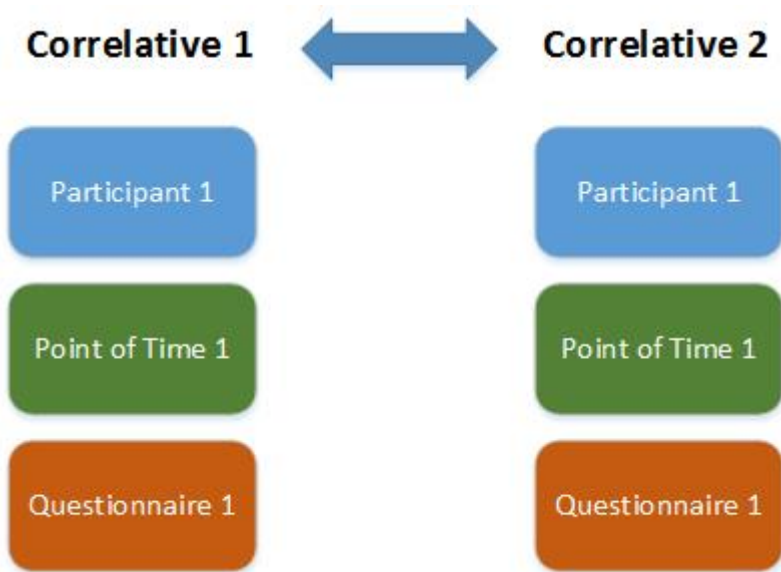 Correlative 1
Correlative 2
Participant 1
Participant 1
Point of Time 1
Point of Time 1
Questionnaire 1
Questionnaire 1